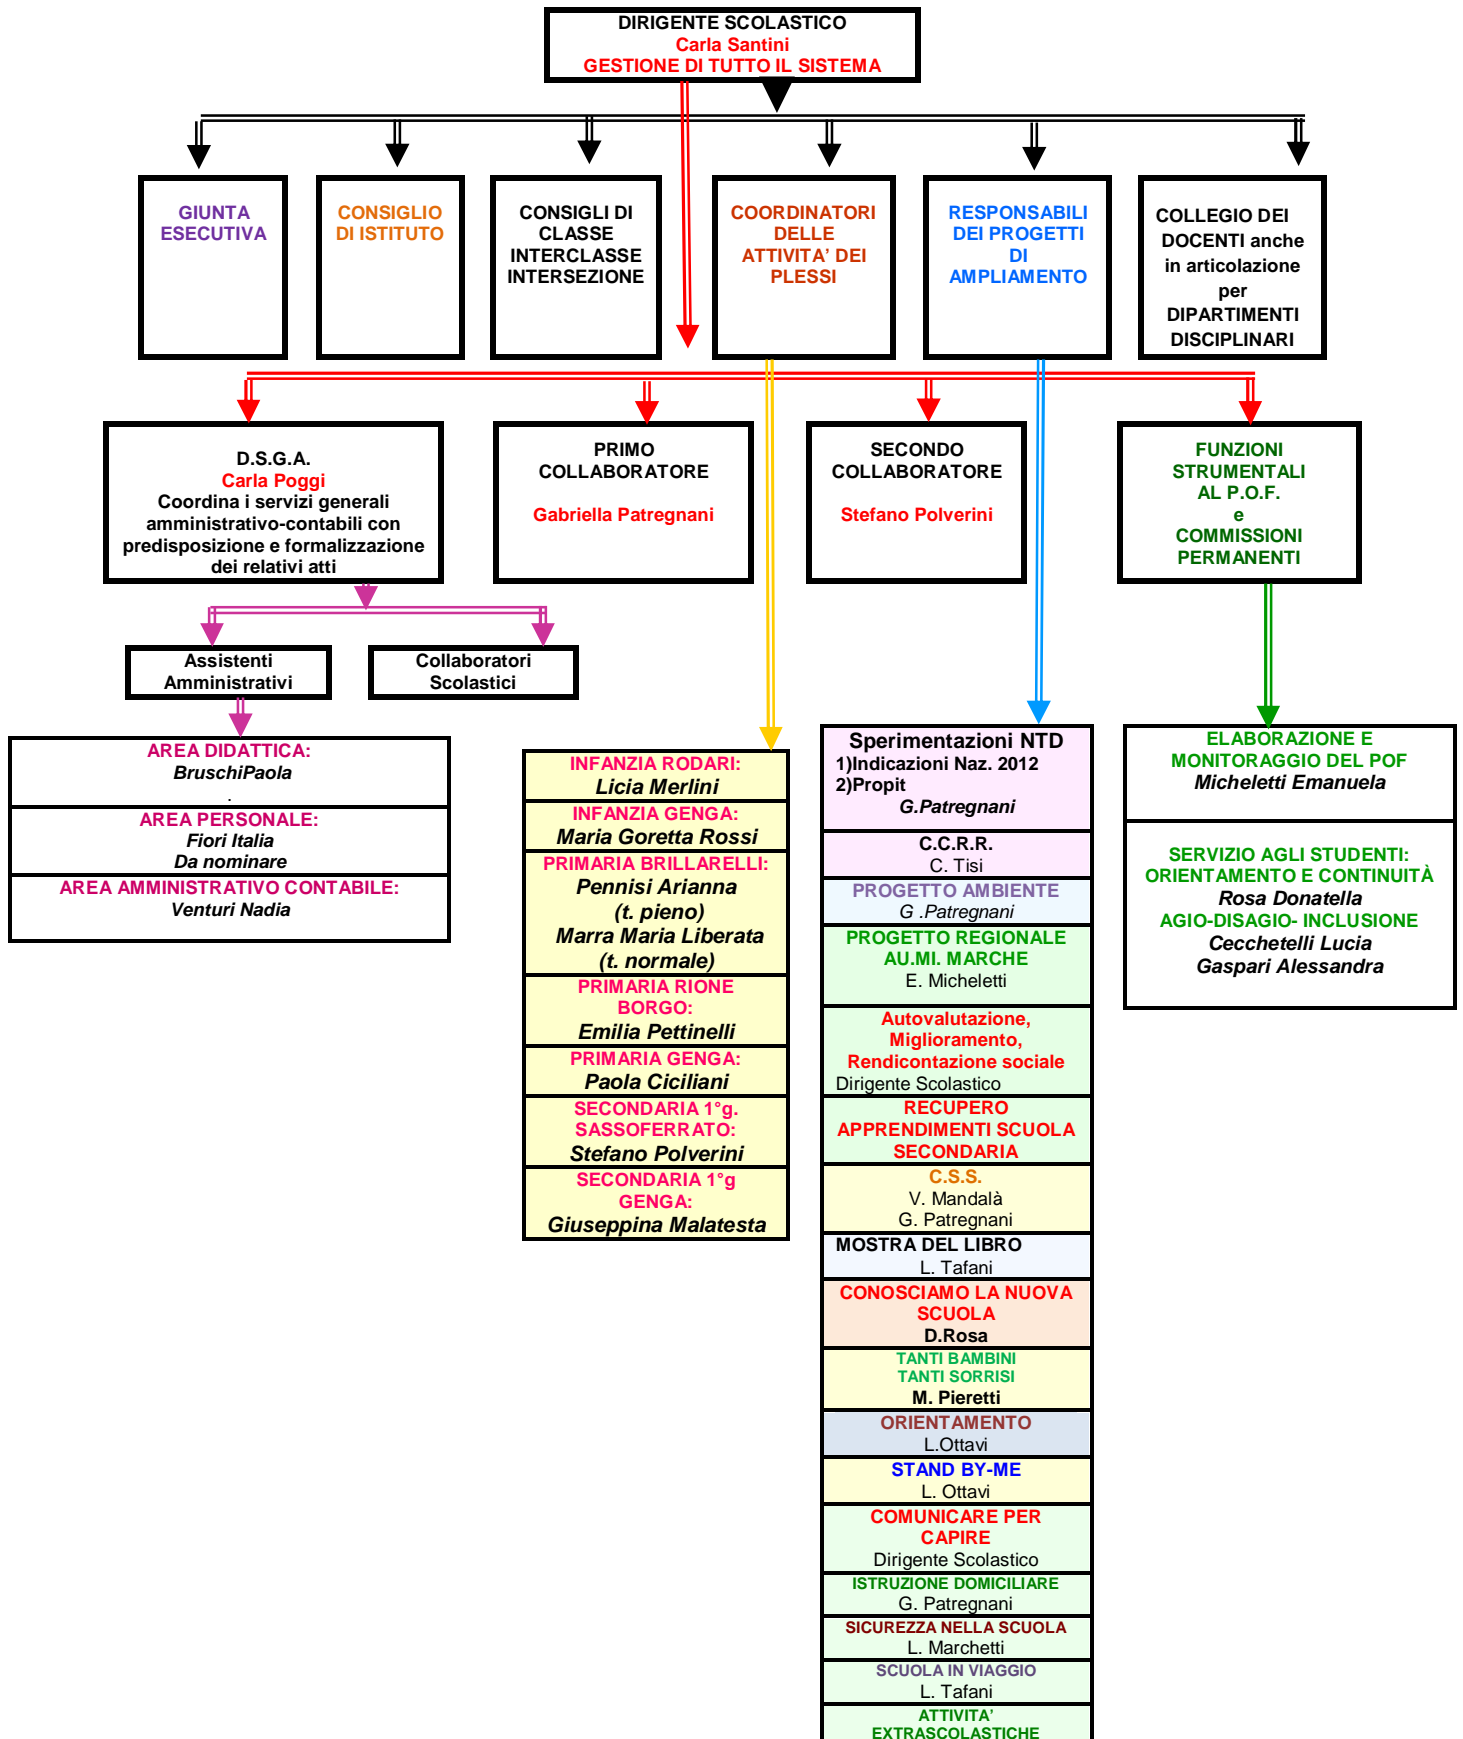 DIRIGENTE SCOLASTICO
Carla Santini
GESTIONE DI TUTTO IL SISTEMA
GIUNTA
ESECUTIVA
CONSIGLIO
DI ISTITUTO
CONSIGLI DI
CLASSE
INTERCLASSE
INTERSEZIONE
COORDINATORI
DELLE
ATTIVITA' DEI
PLESSI
RESPONSABILI
DEI PROGETTI
DI
AMPLIAMENTO
COLLEGIO DEI
DOCENTI anche
in articolazione
per
DIPARTIMENTI
DISCIPLINARI
D.S.G.A.
Carla Poggi
Coordina i servizi generali
amministrativo-contabili con
predisposizione e formalizzazione
dei relativi atti
PRIMO
COLLABORATORE
Gabriella Patregnani
SECONDO
COLLABORATORE
Stefano Polverini
FUNZIONI
STRUMENTALI
AL P.O.F.
e
COMMISSIONI
PERMANENTI
Assistenti
Amministrativi
Collaboratori
Scolastici
AREA DIDATTICA:
BruschiPaola
.
AREA PERSONALE:
Fiori Italia
Da nominare
AREA AMMINISTRATIVO CONTABILE:
Venturi Nadia
INFANZIA RODARI:
Licia Merlini
INFANZIA GENGA:
Maria Goretta Rossi
PRIMARIA BRILLARELLI:
Pennisi Arianna
(t. pieno)
Marra Maria Liberata
(t. normale)
PRIMARIA RIONE
BORGO:
Emilia Pettinelli
PRIMARIA GENGA:
Paola Ciciliani
SECONDARIA 1°g.
SASSOFERRATO:
Stefano Polverini
SECONDARIA 1°g
GENGA:
Giuseppina Malatesta
Sperimentazioni NTD
1)Indicazioni Naz. 2012
2)Propit
G.Patregnani
C.C.R.R.
C. Tisi
PROGETTO AMBIENTE
G .Patregnani
PROGETTO REGIONALE
AU.MI. MARCHE
E. Micheletti
Autovalutazione,
Miglioramento,
Rendicontazione sociale
Dirigente Scolastico
RECUPERO
APPRENDIMENTI SCUOLA
SECONDARIA
C.S.S.
V. Mandalà
G. Patregnani
MOSTRA DEL LIBRO
L. Tafani
CONOSCIAMO LA NUOVA
SCUOLA
D.Rosa
TANTI BAMBINI
TANTI SORRISI
M. Pieretti
ORIENTAMENTO
L.Ottavi
STAND BY-ME
L. Ottavi
COMUNICARE PER
CAPIRE
Dirigente Scolastico
ISTRUZIONE DOMICILIARE
G. Patregnani
SICUREZZA NELLA SCUOLA
L. Marchetti
SCUOLA IN VIAGGIO
L. Tafani
ATTIVITA'
EXTRASCOLASTICHE
ELABORAZIONE E
MONITORAGGIO DEL POF
Micheletti Emanuela
SERVIZIO AGLI STUDENTI:
ORIENTAMENTO E CONTINUITÀ
Rosa Donatella
AGIO-DISAGIO- INCLUSIONE
Cecchetelli Lucia
Gaspari Alessandra